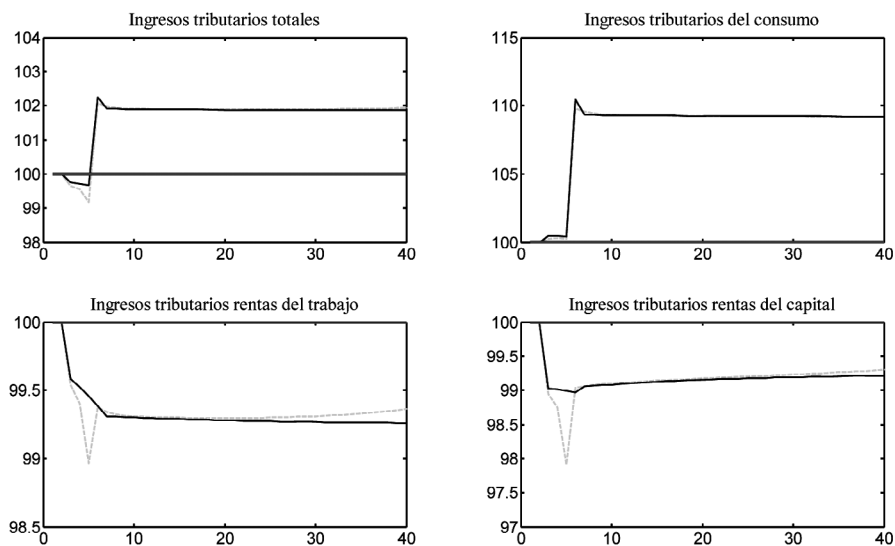 Ingresos tributarios totales
104
103
102
101
100
99
98
0 10 20 30 40
Ingresos tributarios del consumo
115
110
105
100
0 10 20 30 40
Ingresos tributarios rentas del trabajo
100
99.5
99
98.5
0 10 20 30 40
Ingresos tributarios rentas del capital
100
99.5
99
98.5
98
97.5
97
0 10 20 30 40